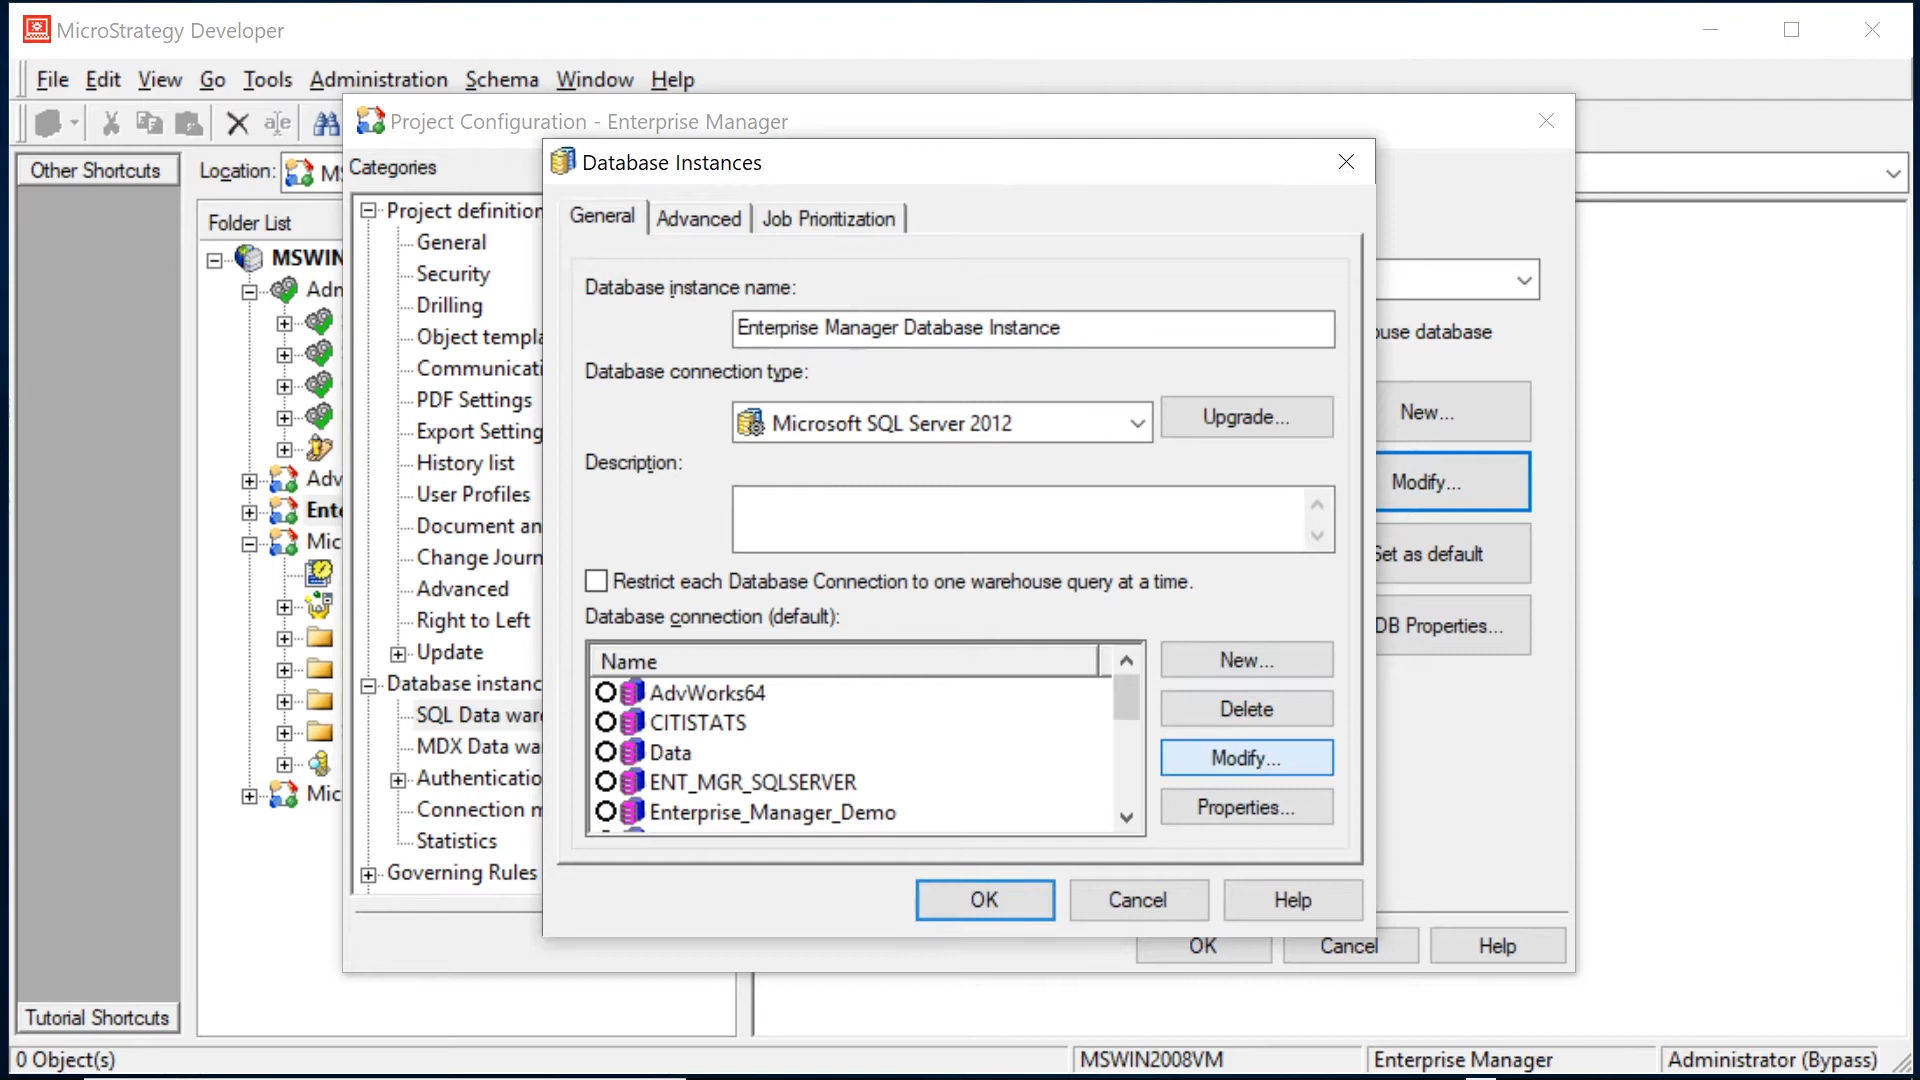 MicroStrategy Developer
File Edit View Go Tools Administration Schema Window Help
Project Configuration - Enterprise Manager
Other Shortcuts
Location:
Categories
Folder List
MSWIN
Adv
Ente
Mic
Mic
Tutorial Shortcuts
Project definition
General
Security
Drilling
Object templa
Communicati
PDF Settings
Export Setting
History list
User Profiles
Document an
Change Journ
Advanced
Right to Left
Update
Database instanc
SQL Data ware
MDX Data wa
Authenticatio
Connection m
Statistics
Governing Rules
Database Instances
General Advanced Job Prioritization
Database instance name:
Enterprise Manager Database Instance
Database connection type:
Microsoft SQL Server 2012
Upgrade...
Description:
Restrict each Database Connection to one warehouse query at a time.
Database connection (default):
Name
AdvWorks64
CITISTATS
Data
ENT_MGR_SQLSERVER
Enterprise_Manager_Demo
New...
Delete
Modify...
Properties...
OK Cancel Help
use database
New...
Modify...
Set as default
DB Properties...
OK Cancel Help
0 Object(s)
MSWIN2008VM
Enterprise Manager
Administrator (Bypass)